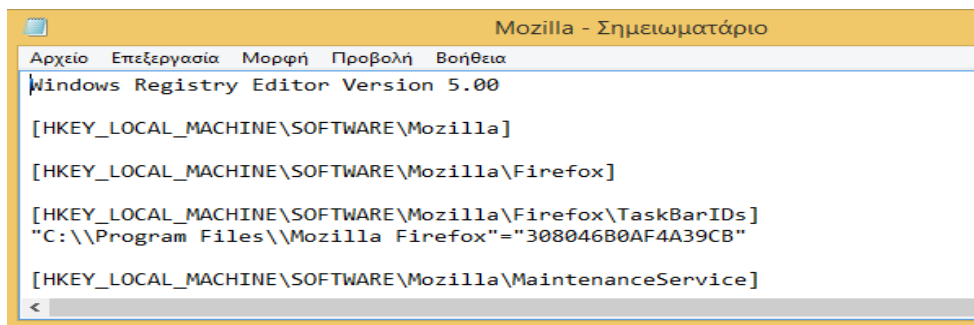 Mozilla - Σημειωματάριο
Αρχείο Επεξεργασία Μορφή Προβολή Βοήθεια
Windows Registry Editor Version 5.00
[HKEY_LOCAL_MACHINE\SOFTWARE\Mozilla]
[HKEY_LOCAL_MACHINE\SOFTWARE\Mozilla\Firefox]
[HKEY_LOCAL_MACHINE\SOFTWARE\Mozilla\Firefox\TaskBarIDs]
"C:\\Program Files\\Mozilla Firefox"="308046B0AF4A39CB"
[HKEY_LOCAL_MACHINE\SOFTWARE\Mozilla\MaintenanceService]